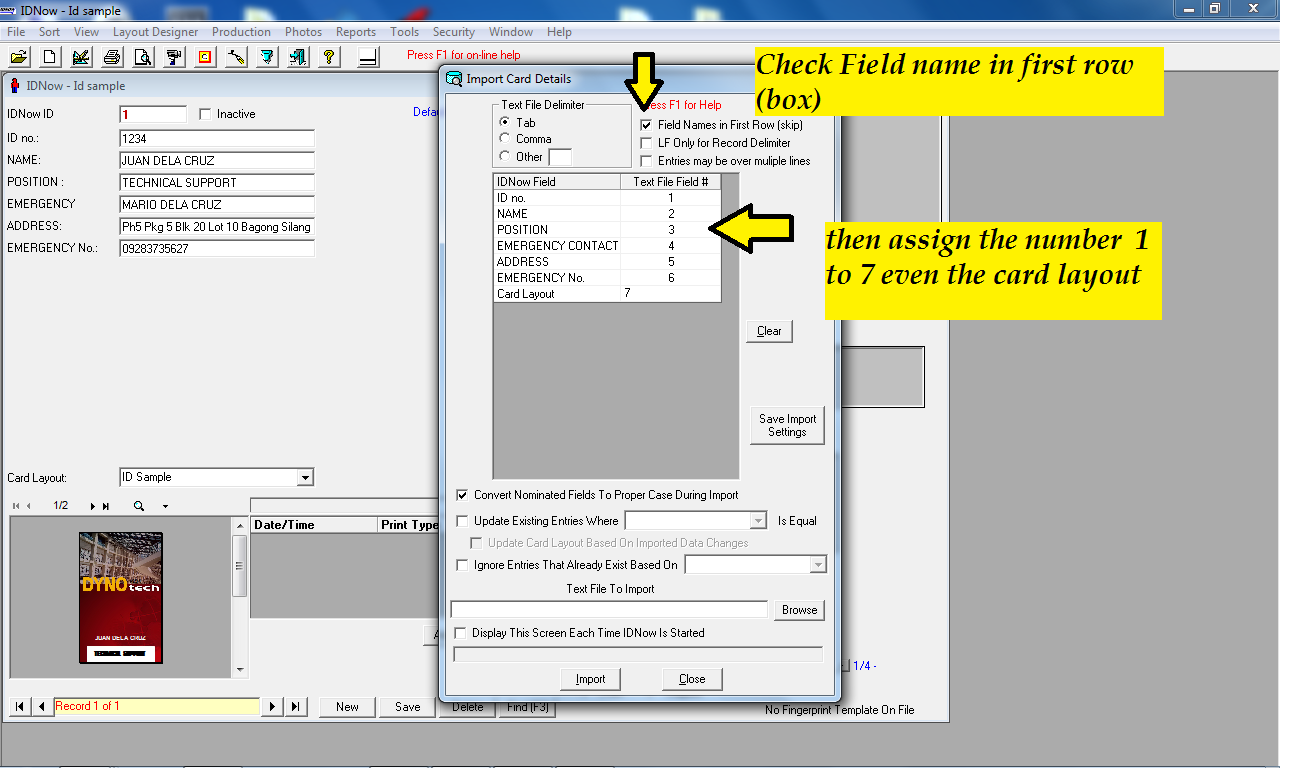 IDNow - Id sample
File Sort View Layout Designer Production Photos Reports Tools Security Window Help
Press F1 for on-line help
Check Field name in first row
(box)
IDNow - Id sample
IDNow ID 1 Inactive
ID no.: 1234
NAME: JUAN DELA CRUZ
POSITION : TECHNICAL SUPPORT
EMERGENCY MARIO DELA CRUZ
ADDRESS: Ph5 Pkg 5 Blk 20 Lot 10 Bagong Silang
EMERGENCY No.: 09283735627
Import Card Details
Text File Delimiter
Tab
Comma
Other
ess F1 for Help
Field Names in First Row (skip)
LF Only for Record Delimiter
Entries may be over muliple lines
IDNow Field Text File Field #
ID no. 1
NAME 2
POSITION 3
EMERGENCY CONTACT 4
ADDRESS 5
EMERGENCY No. 6
Card Layout 7
then assign the number 1
to 7 even the card layout
Clear
Save Import
Settings
Convert Nominated Fields To Proper Case During Import
Update Existing Entries Where Is Equal
Update Card Layout Based On Imported Data Changes
Ignore Entries That Already Exist Based On
Text File To Import
Browse
Display This Screen Each Time IDNow Is Started
Import Close
Card Layout: ID Sample
1/2
Date/Time Print Type
DYNOtech
JUAN DELA CRUZ
1/4 -
Record 1 of 1 New Save Delete Find (F3)
No Fingerprint Template On File